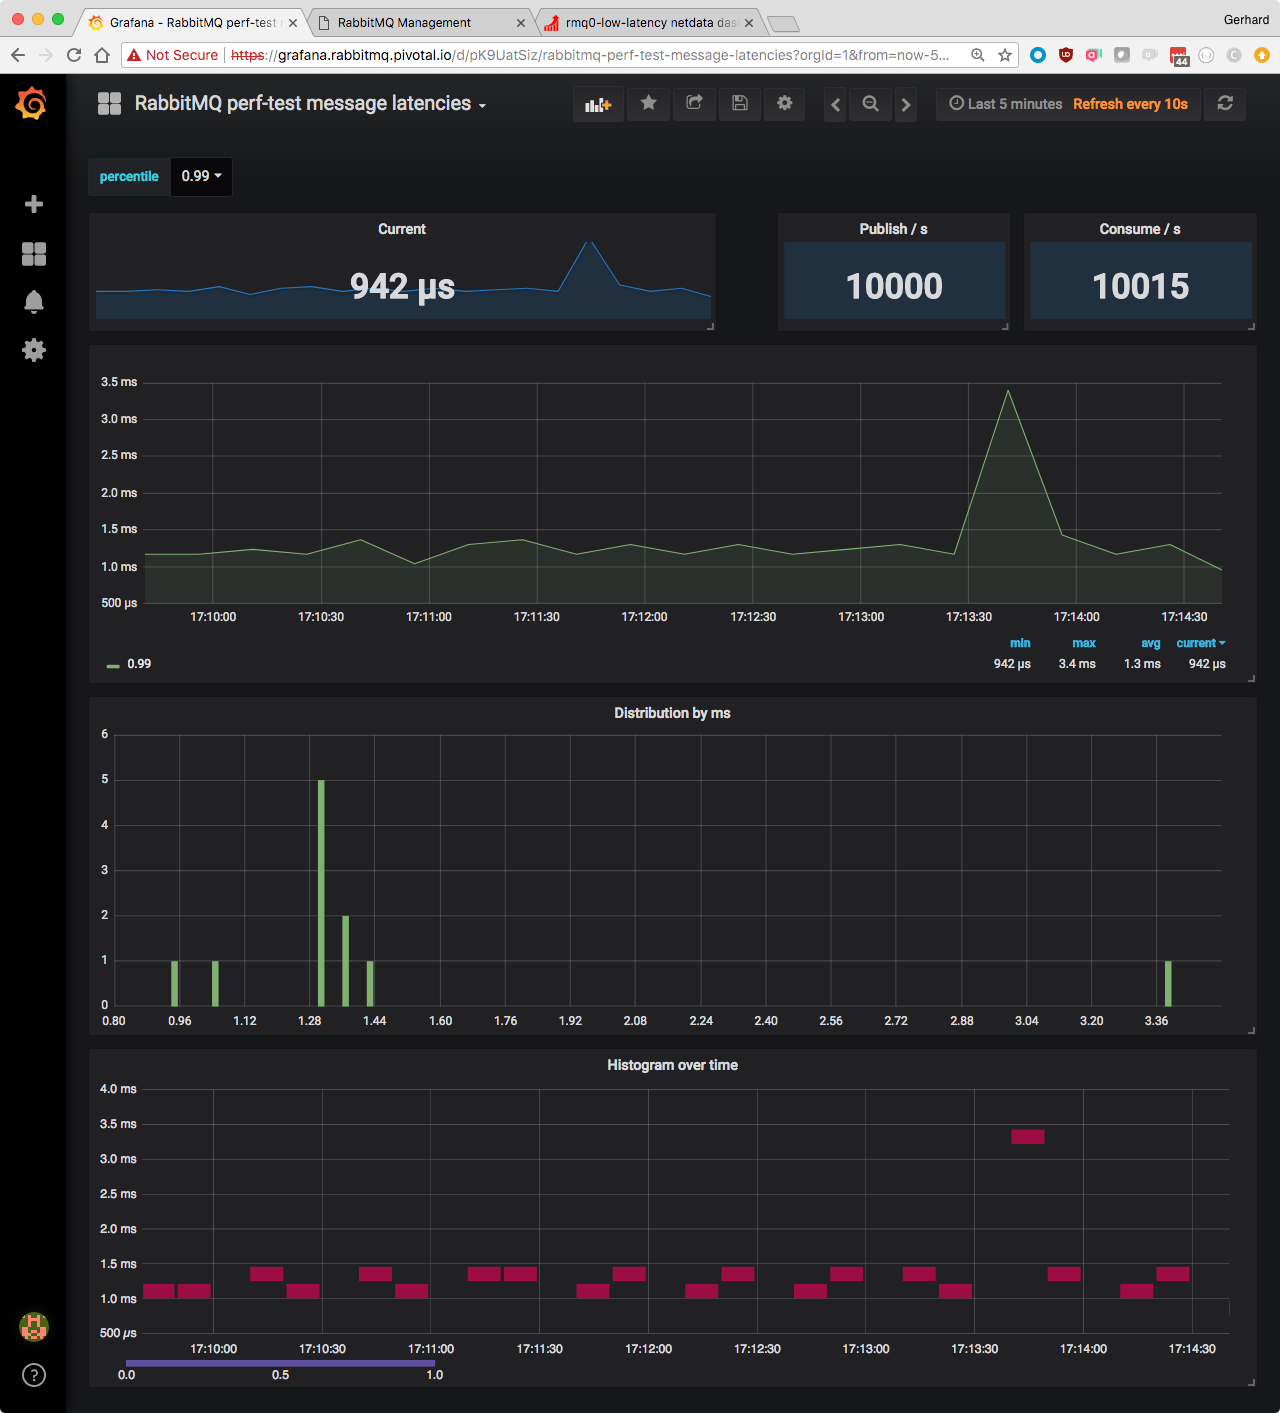 Grafana - RabbitMQ perf-test m
RabbitMQ Management
rmq0-low-latency netdata das
Gerhard
Not Secure
https://grafana.rabbitmq.pivotal.io/d/pK9UatSiz/rabbitmq-perf-test-message-latencies?orgId=1&from=now-5...
44
RabbitMQ perf-test message latencies
Last 5 minutes Refresh every 10s
percentile 0.99
Current
942 µs
Publish / s
10000
Consume / s
10015
3.5 ms
3.0 ms
2.5 ms
2.0 ms
1.5 ms
1.0 ms
500 µs
17:10:00 17:10:30 17:11:00 17:11:30 17:12:00 17:12:30 17:13:00 17:13:30 17:14:00 17:14:30
min max avg current
0.99 942 µs 3.4 ms 1.3 ms 942 µs
Distribution by ms
6
5
4
3
2
1
0
0.80 0.96 1.12 1.28 1.44 1.60 1.76 1.92 2.08 2.24 2.40 2.56 2.72 2.88 3.04 3.20 3.36
Histogram over time
4.0 ms
3.5 ms
3.0 ms
2.5 ms
2.0 ms
1.5 ms
1.0 ms
500 µs
17:10:00 17:10:30 17:11:00 17:11:30 17:12:00 17:12:30 17:13:00 17:13:30 17:14:00 17:14:30
0.0 0.5 1.0